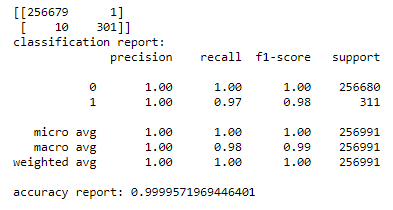 [[256679 1]
[ 10 301]]
classification report:
precision recall f1-score support
0 1.00 1.00 1.00 256680
1 1.00 0.97 0.98 311
micro avg 1.00 1.00 1.00 256991
macro avg 1.00 0.98 0.99 256991
weighted avg 1.00 1.00 1.00 256991
accuracy report: 0.9999571969446401